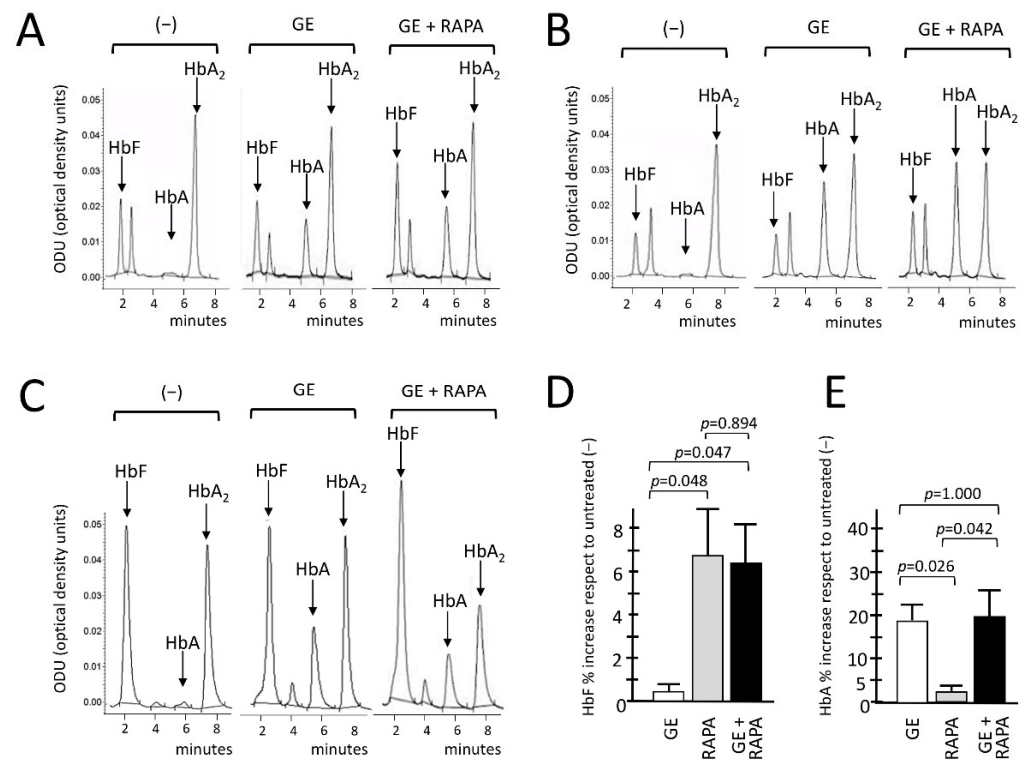 A
(−)
GE
GE + RAPA
HbF
HbA
HbA2
HbF
HbA
HbA2
HbF
HbA
HbA2
ODU (optical density units)
0.05
0.04
0.03
0.02
0.01
0.00
2 4 6 8
2 4 6 8
2 4 6 8
minutes
minutes
minutes
B
(−)
GE
GE + RAPA
HbF
HbA
HbA2
HbF
HbA
HbA2
HbF
HbA
HbA2
ODU (optical density units)
0.05
0.04
0.03
0.02
0.01
0.00
2 4 6 8
2 4 6 8
2 4 6 8
minutes
minutes
minutes
C
(−)
GE
GE + RAPA
HbF
HbA
HbA2
HbF
HbA
HbA2
HbF
HbA
HbA2
ODU (optical density units)
0.05
0.04
0.03
0.02
0.01
0.00
2 4 6 8
2 4 6 8
2 4 6 8
minutes
minutes
minutes
D
p=0.894
p=0.047
p=0.048
HbF % increase respect to untreated (−)
8
6
4
2
0
GE
RAPA
GE +
RAPA
E
p=1.000
p=0.042
p=0.026
HbA % increase respect to untreated (−)
40
30
20
10
5
0
GE
RAPA
GE +
RAPA